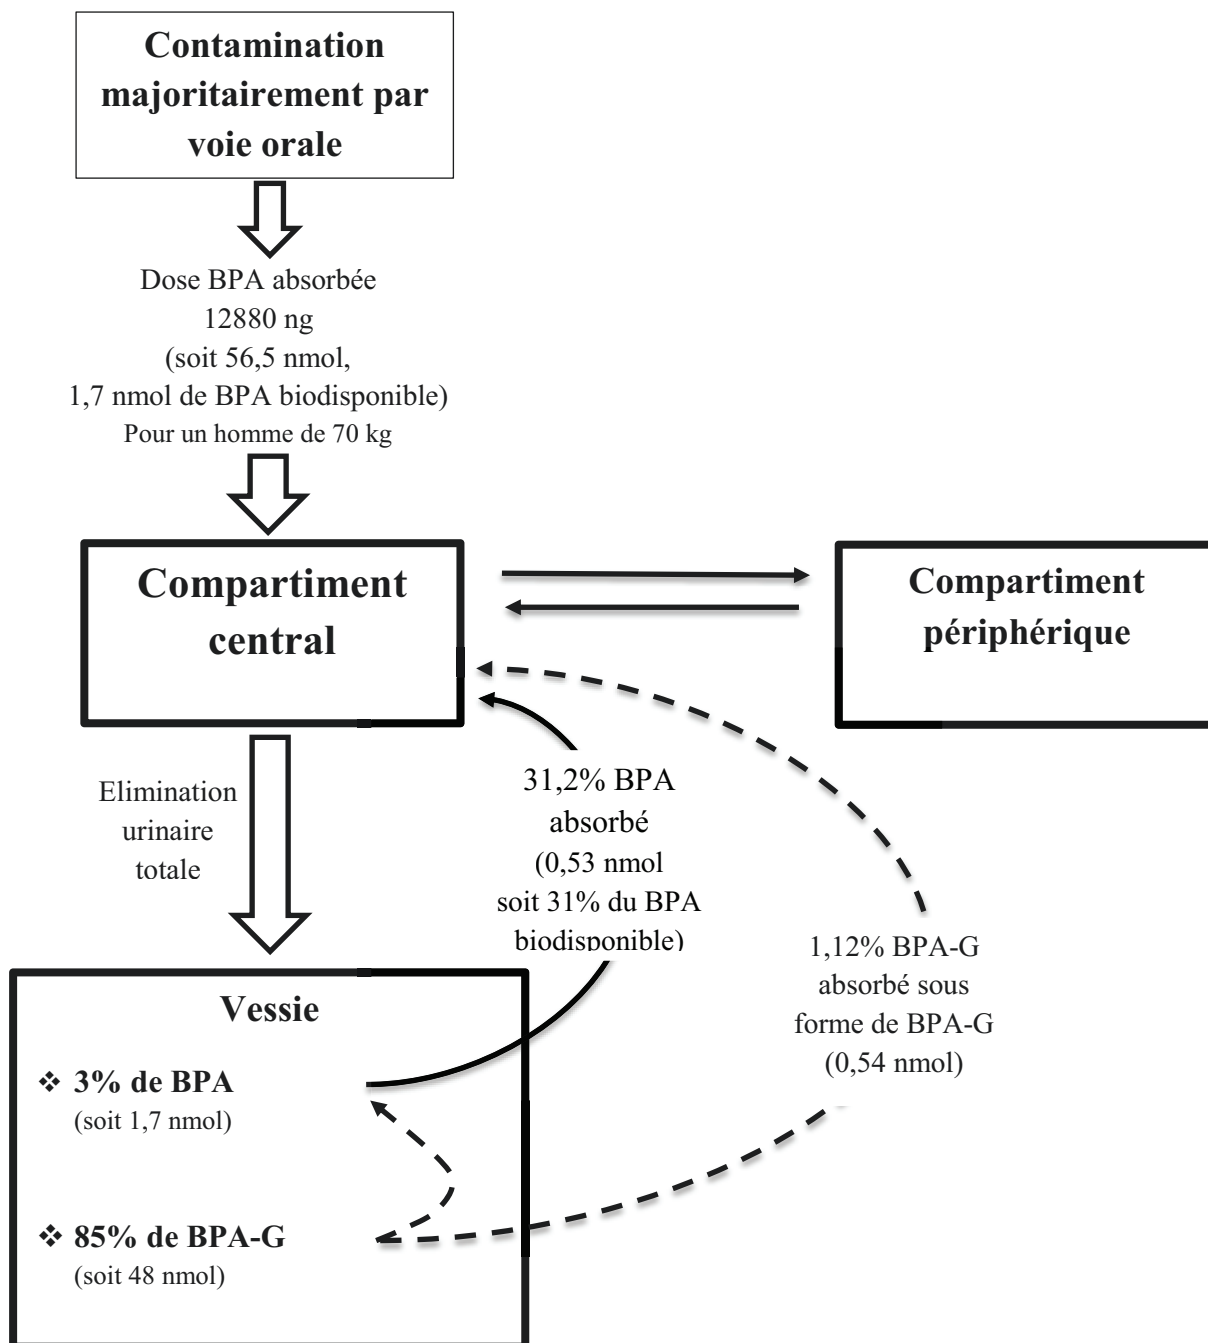 Contamination
majoritairement par
voie orale
Dose BPA absorbée
12880 ng
(soit 56,5 nmol,
1,7 nmol de BPA biodisponible)
Pour un homme de 70 kg
Compartiment
central
Compartiment
périphérique
Elimination
urinaire
totale
31,2% BPA
absorbé
(0,53 nmol
soit 31% du BPA
biodisponible)
1,12% BPA-G
absorbé sous
forme de BPA-G
(0,54 nmol)
Vessie
❖ 3% de BPA
(soit 1,7 nmol)
❖ 85% de BPA-G
(soit 48 nmol)